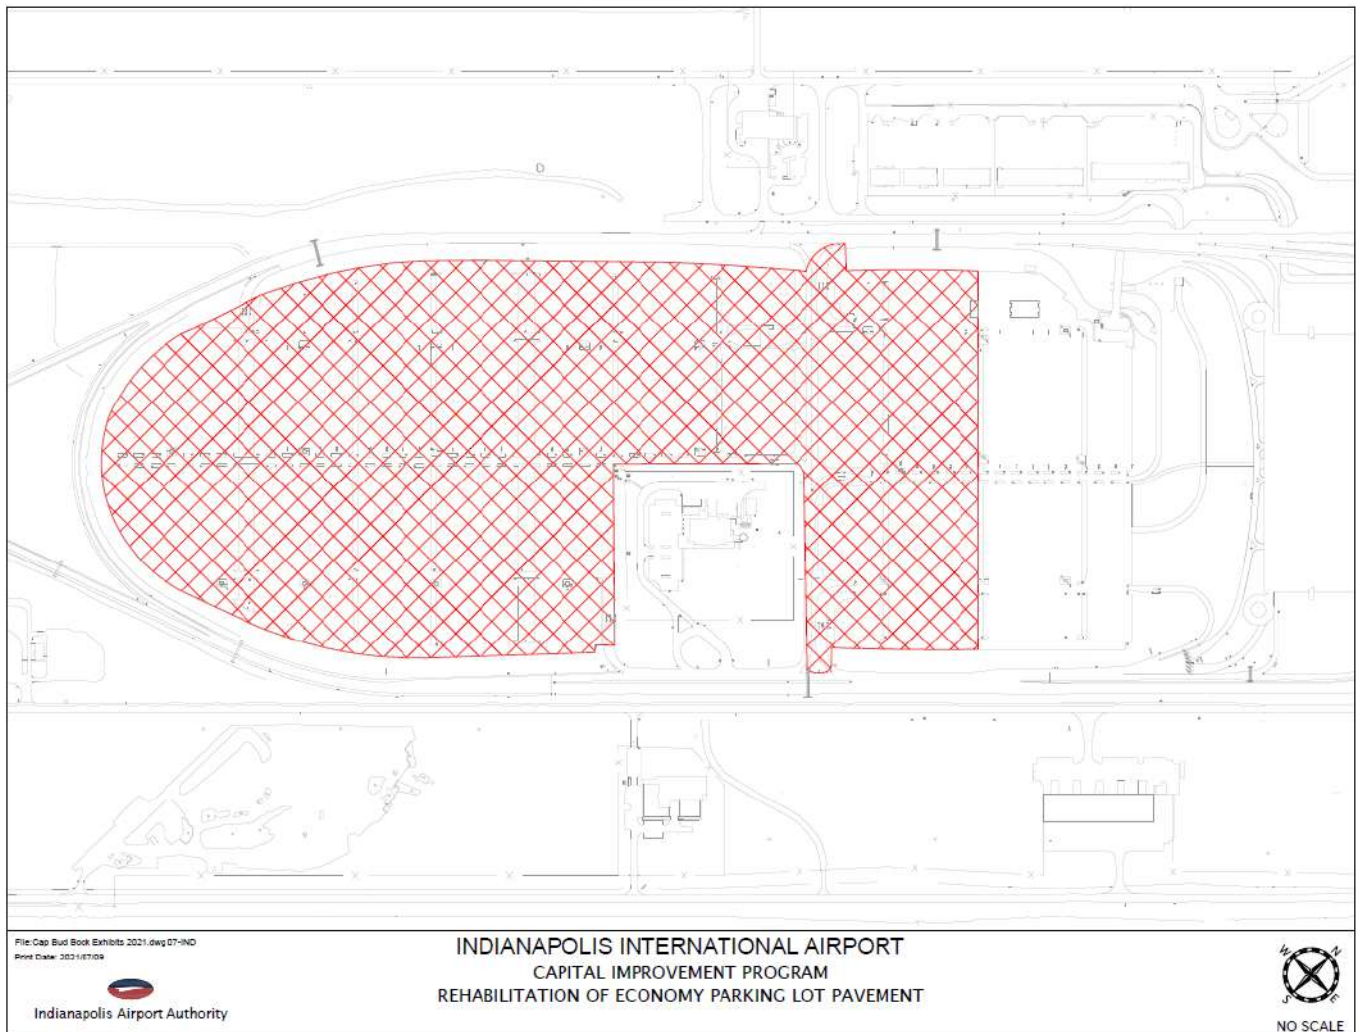 File:Cap Bud Book Exhibits 2021.dwg 07-IND
Print Date: 2021/07/09
Indianapolis Airport Authority
INDIANAPOLIS INTERNATIONAL AIRPORT
CAPITAL IMPROVEMENT PROGRAM
REHABILITATION OF ECONOMY PARKING LOT PAVEMENT
W N
S E
NO SCALE